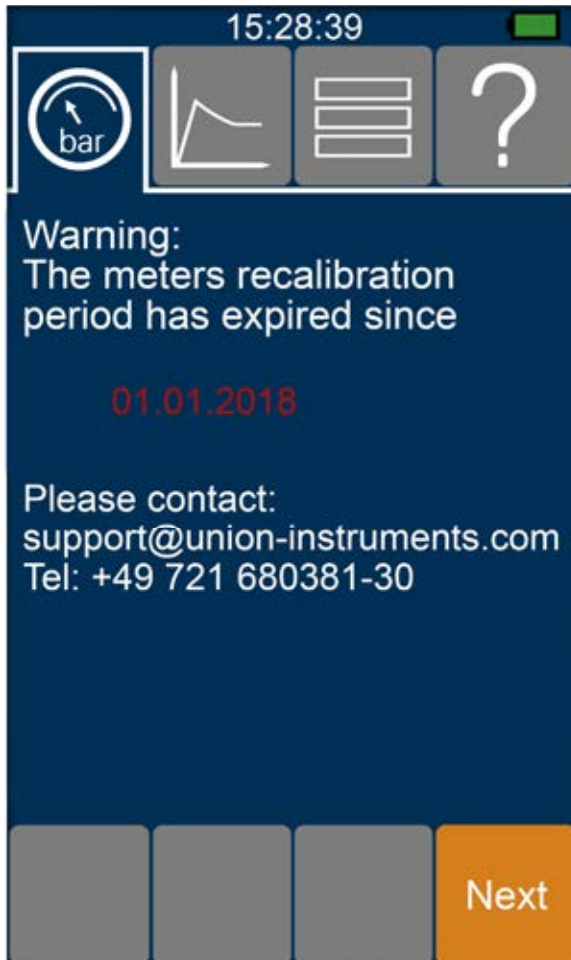 15:28:39
bar
?
Warning:
The meters recalibration
period has expired since
01.01.2018
Please contact:
support@union-instruments.com
Tel: +49 721 680381-30
Next